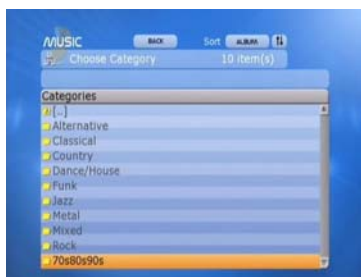 MUSIC BACK Sort ALBUM
Choose Category 10 item(s)
Categories
[..]
Alternative
Classical
Country
Dance/House
Funk
Jazz
Metal
Mixed
Rock
70s80s90s